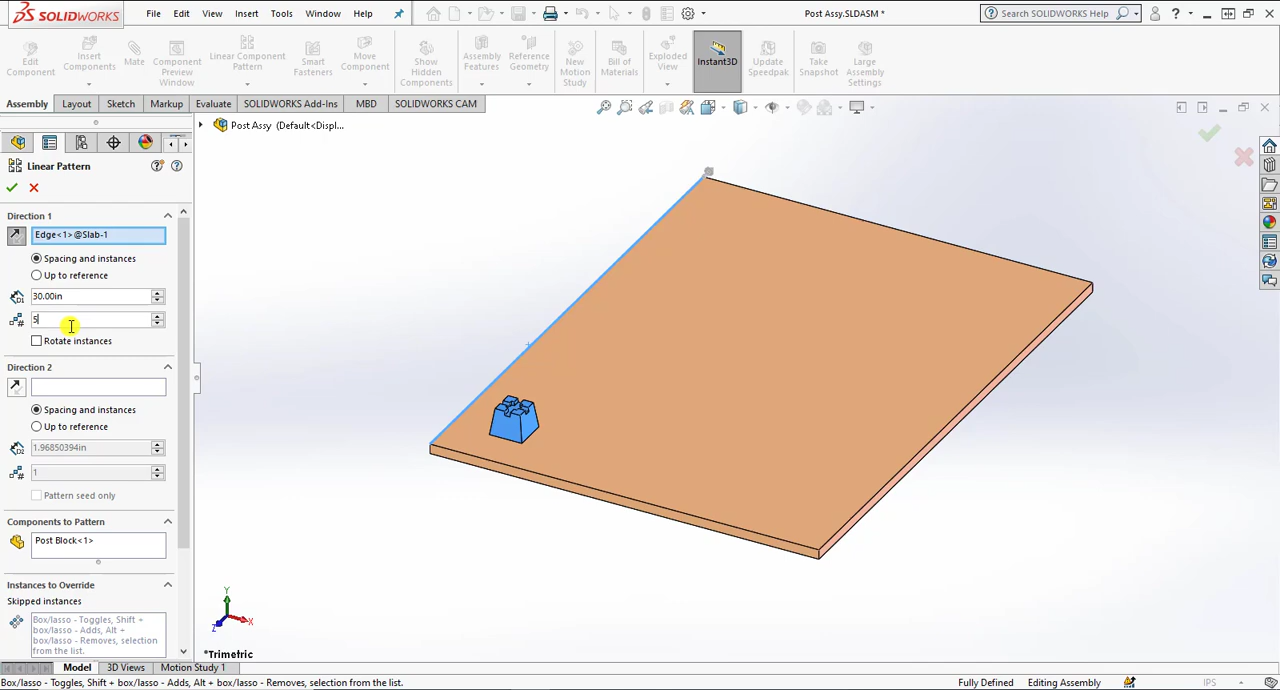 SOLIDWORKS File Edit View Insert Tools Window Help Post Assy.SLDASM * Search SOLIDWORKS Help
Edit Component
Insert Components
Mate
Component Preview Window
Linear Component Pattern
Smart Fasteners
Move Component
Show Hidden Components
Assembly Features
Reference Geometry
New Motion Study
Bill of Materials
Exploded View
Instant3D
Update Speedpak
Take Snapshot
Large Assembly Settings
Assembly Layout Sketch Markup Evaluate SOLIDWORKS Add-Ins MBD SOLIDWORKS CAM
Post Assy (Default<Displ...
Linear Pattern
Direction 1
Edge<1>@Slab-1
Spacing and instances
Up to reference
30.00in
5
Rotate instances
Direction 2
Spacing and instances
Up to reference
1.96850394in
1
Pattern seed only
Components to Pattern
Post Block<1>
Instances to Override
Skipped instances
Box/lasso - Toggles, Shift +
box/lasso - Adds, Alt +
box/lasso - Removes, selection
from the list.
Y
X
Z
*Trimetric
Model 3D Views Motion Study 1
Box/lasso - Toggles, Shift + box/lasso - Adds, Alt + box/lasso - Removes, selection from the list. Fully Defined Editing Assembly IPS